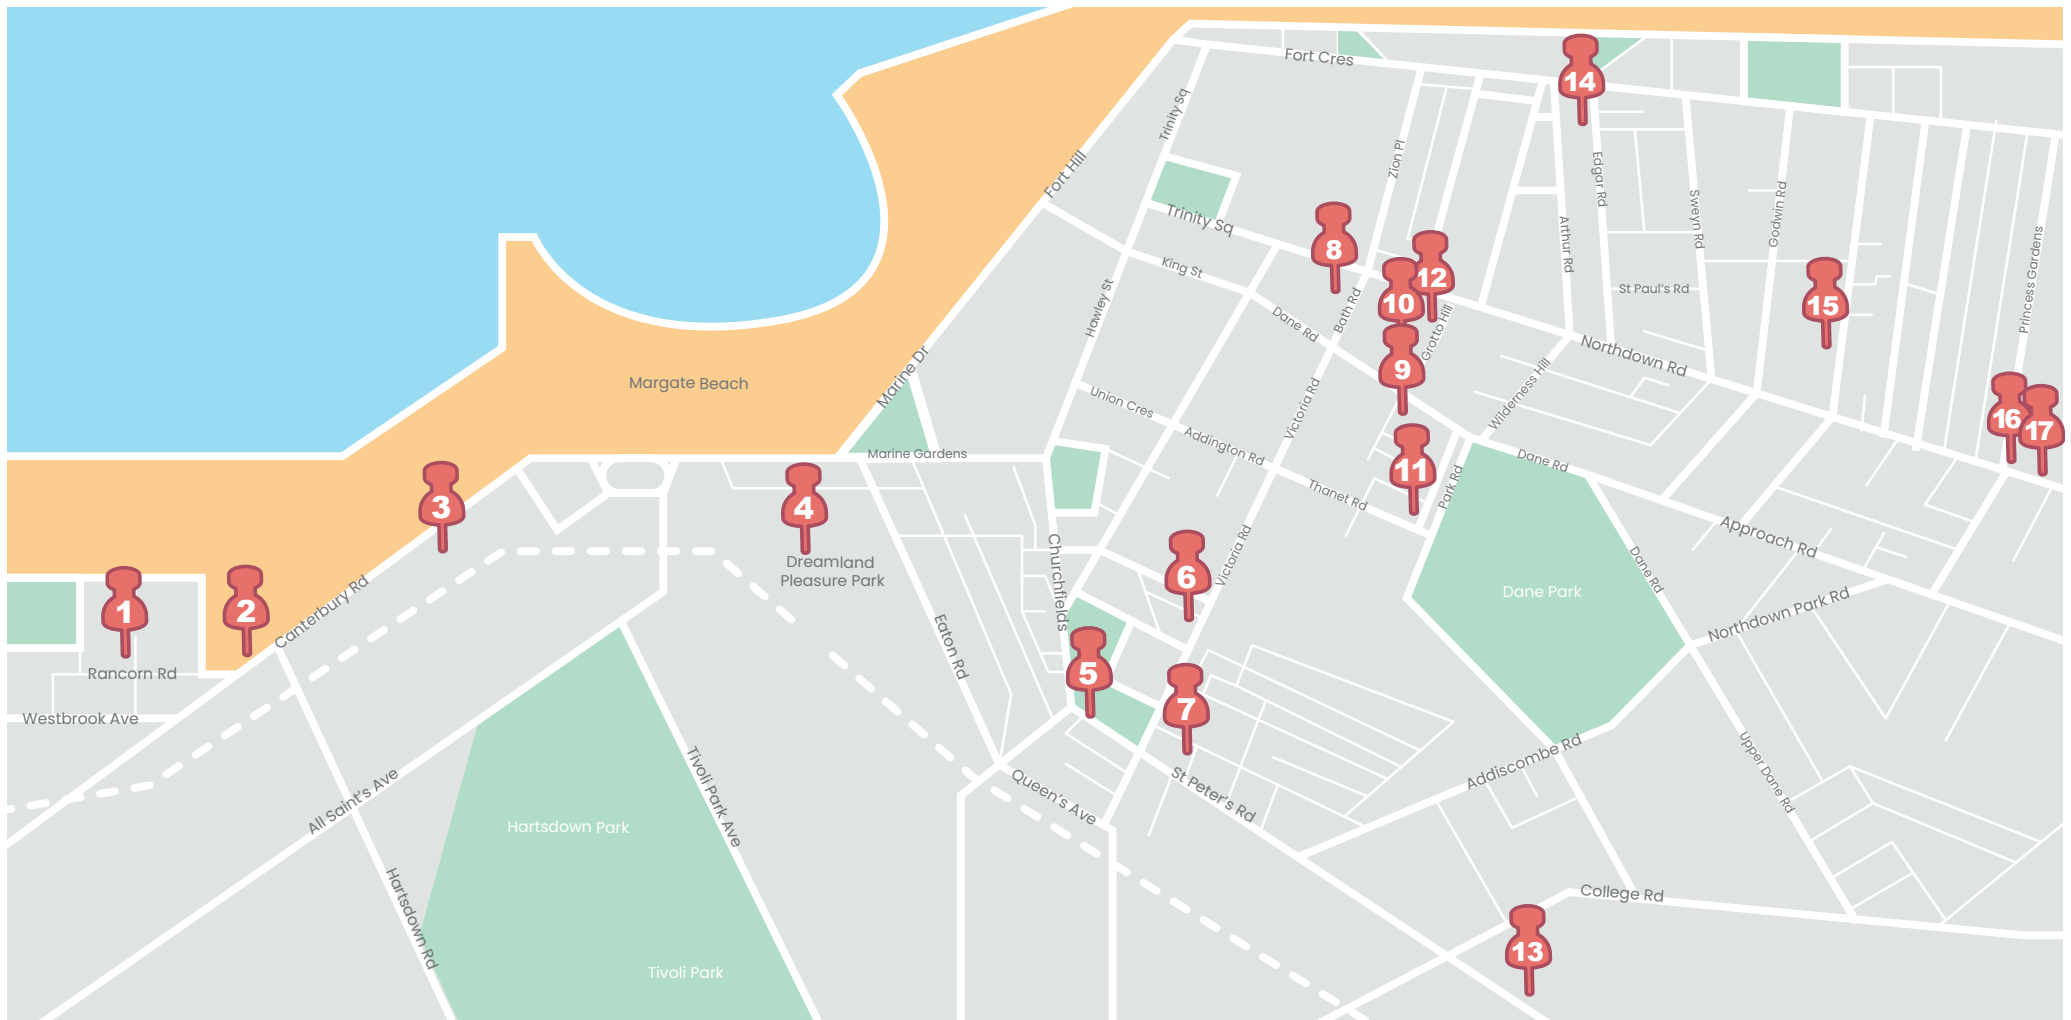 Fort Cres
14
Trinity Sq
Fort Hill
Zion Pl
Edgar Rd
Sweyn Rd
Godwin Rd
Arthur Rd
Trinity Sq
8
12
King St
10
St Paul's Rd
15
Princess Gardens
Hawley St
Dane Rd
Bath Rd
Grotto Hill
Northdown Rd
Margate Beach
Marine Dr
9
Wilderness Hill
Union Cres
Victoria Rd
16
17
Addington Rd
Marine Gardens
11
Dane Rd
Park Rd
Thanet Rd
3
4
Approach Rd
Dreamland
Pleasure Park
Churchfields
6
Victoria Rd
Dane Park
Dane Rd
1
2
Canterbury Rd
Northdown Park Rd
Rancorn Rd
Eaton Rd
5
Westbrook Ave
7
All Saint's Ave
Tivoli Park Ave
Queen's Ave
St Peter's Rd
Addiscombe Rd
Upper Dane Rd
Hartsdown Park
Hartsdown Rd
College Rd
13
Tivoli Park